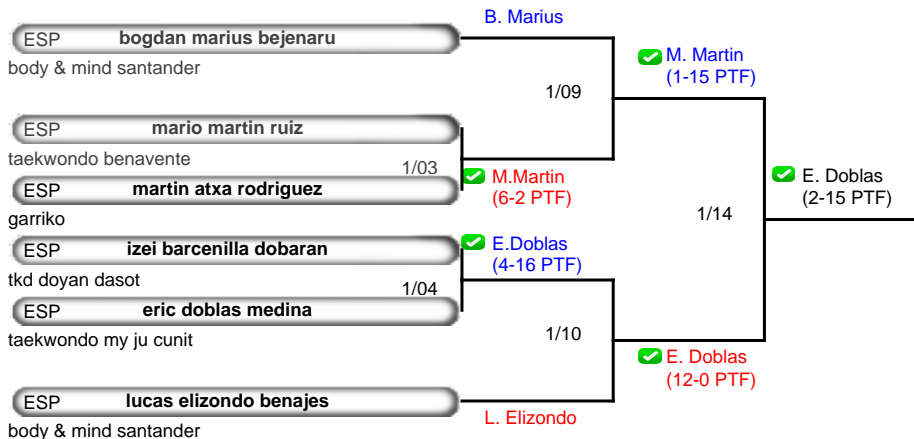 B. Marius
ESP bogdan marius bejenaru
body & mind santander
M. Martin
(1-15 PTF)
1/09
ESP mario martin ruiz
taekwondo benavente
1/03
M.Martin
(6-2 PTF)
ESP martin atxa rodriguez
garriko
E. Doblas
(2-15 PTF)
1/14
ESP izei barcenilla dobaran
tkd doyan dasot
E.Doblas
(4-16 PTF)
1/04
ESP eric doblas medina
taekwondo my ju cunit
1/10
E. Doblas
(12-0 PTF)
ESP lucas elizondo benajes
body & mind santander
L. Elizondo